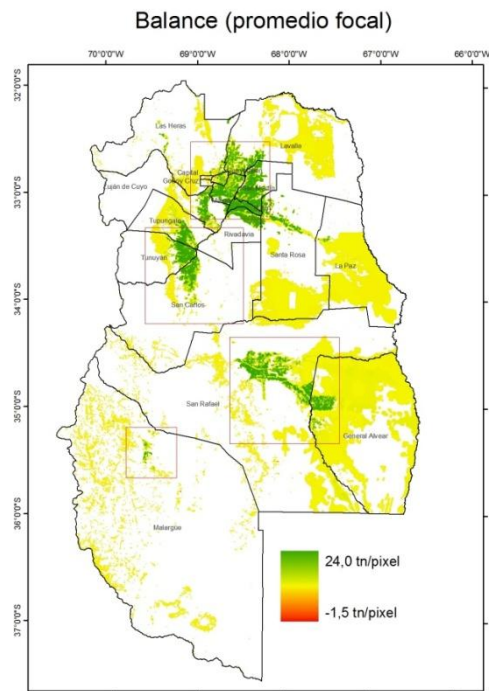 Balance (promedio focal)
70°0'0"O 69°0'0"O 68°0'0"O 67°0'0"O 66°0'0"O
32°0'0"S
Las Heras
Lavalle
33°0'0"S
Capital
Godoy Cruz
Luján de Cuyo
Tupungato
Rivadavia
Tunuyán
Santa Rosa
La Paz
34°0'0"S
San Carlos
35°0'0"S
San Rafael
General Alvear
36°0'0"S
Malargüe
24,0 tn/pixel
-1,5 tn/pixel
37°0'0"S